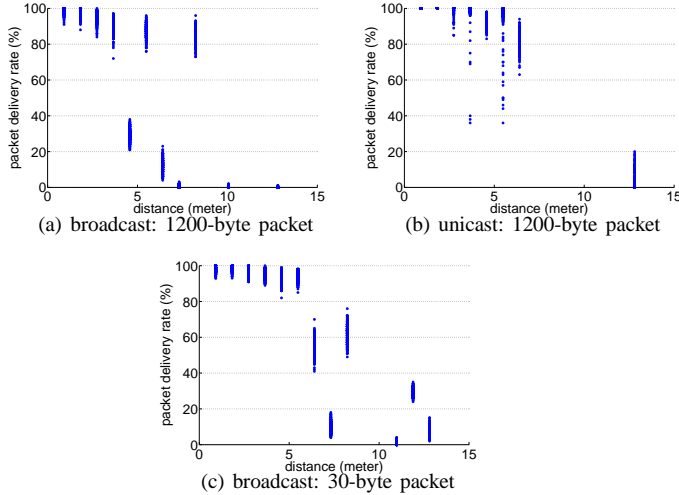 100
80
60
40
20
0
0 5 10 15
packet delivery rate (%)
distance (meter)
(a) broadcast: 1200-byte packet
100
80
60
40
20
0
0 5 10 15
packet delivery rate (%)
distance (meter)
(b) unicast: 1200-byte packet
100
80
60
40
20
0
0 5 10 15
packet delivery rate (%)
distance (meter)
(c) broadcast: 30-byte packet